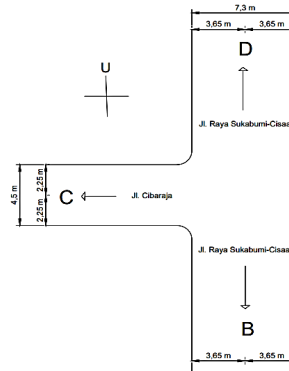 7,3 m
3,65 m
3,65 m
D
U
Jl. Raya Sukabumi-Cisaa
4,5 m
2,25 m
2,25 m
C
Jl. Cibaraja
Jl. Raya Sukabumi-Cisaa
B
3,65 m
3,65 m